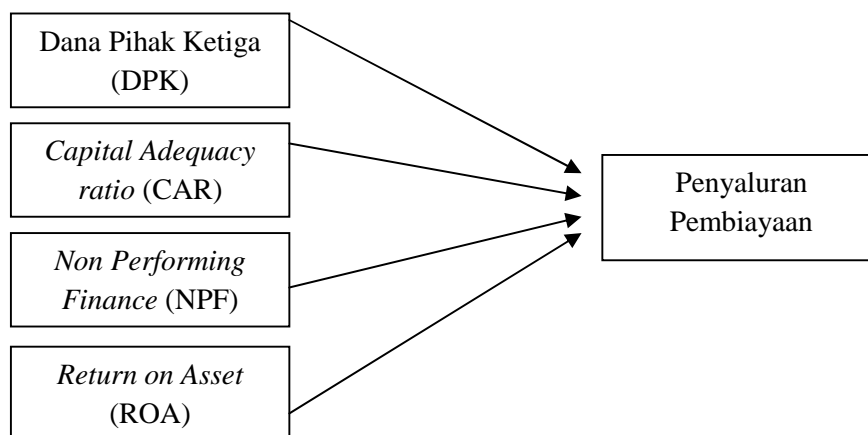 Dana Pihak Ketiga
(DPK)
Capital Adequacy
ratio (CAR)
Non Performing
Finance (NPF)
Return on Asset
(ROA)
Penyaluran
Pembiayaan